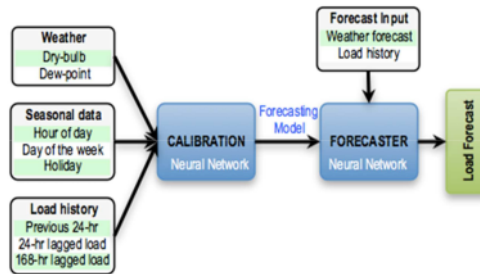 Weather
Dry-bulb
Dew-point
Seasonal data
Hour of day
Day of the week
Holiday
Load history
Previous 24-hr
24-hr lagged load
168-hr lagged load
CALIBRATION
Neural Network
Forecasting
Model
Forecast Input
Weather forecast
Load history
FORECASTER
Neural Network
Load Forecast